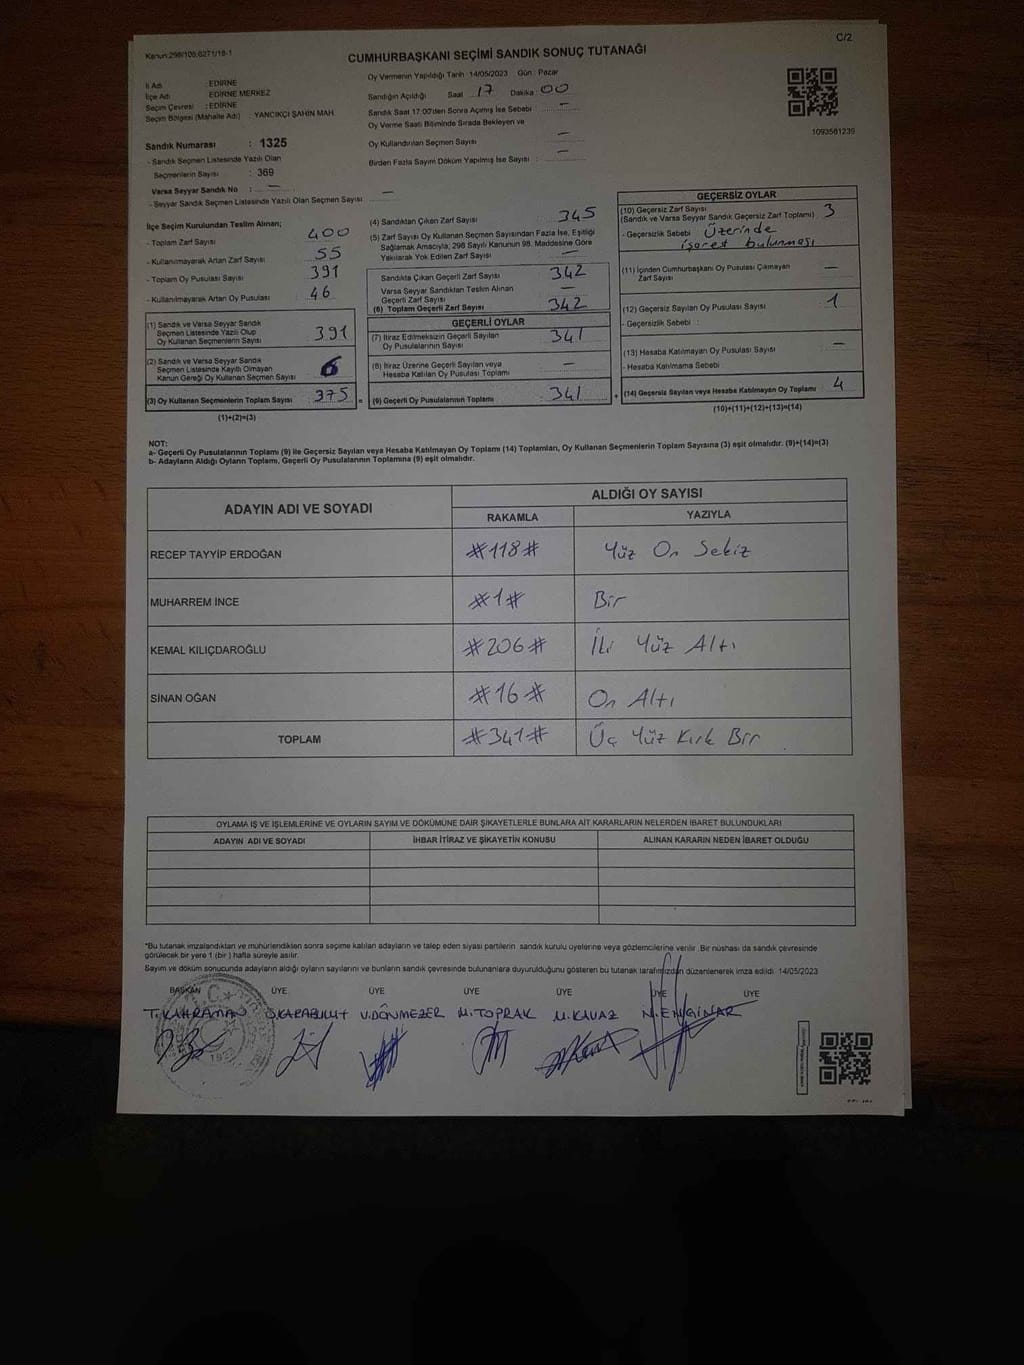 Kanun:298/105;6271/18-1
C/2
CUMHURBAŞKANI SEÇİMİ SANDIK SONUÇ TUTANAĞI
İli Adı : EDİRNE
İlçe Adı : EDİRNE MERKEZ
Seçim Çevresi : EDİRNE
Seçim Bölgesi (Mahalle Adı) : YANCIKÇI ŞAHİN MAH.
Sandık Numarası : 1325
- Sandık Seçmen Listesinde Yazılı Olan
Seçmenlerin Sayısı : 369
Varsa Seyyar Sandık No : —
- Seyyar Sandık Seçmen Listesinde Yazılı Olan Seçmen Sayısı —
Oy Vermenin Yapıldığı Tarih 14/05/2023 Gün : Pazar
Sandığın Açıldığı Saat 17 Dakika 00
Sandık Saat 17.00'den Sonra Açılmış İse Sebebi —
Oy Verme Saati Bitiminde Sırada Bekleyen ve
Oy Kullandırılan Seçmen Sayısı —
Birden Fazla Sayım Döküm Yapılmış İse Sayısı : —
1093581239
İlçe Seçim Kurulundan Teslim Alınan;
- Toplam Zarf Sayısı : 400
- Kullanılmayarak Artan Zarf Sayısı : 55
- Toplam Oy Pusulası Sayısı : 391
- Kullanılmayarak Artan Oy Pusulası : 46
(1) Sandık ve Varsa Seyyar Sandık
Seçmen Listesinde Yazılı Olup
Oy Kullanan Seçmenlerin Sayısı : 391
(2) Sandık ve Varsa Seyyar Sandık
Seçmen Listesinde Kayıtlı Olmayan
Kanun Gereği Oy Kullanan Seçmen Sayısı : 6
(3) Oy Kullanan Seçmenlerin Toplam Sayısı : 375
(1)+(2)=(3)
(4) Sandıktan Çıkan Zarf Sayısı : 345
(5) Zarf Sayısı Oy Kullanan Seçmen Sayısından Fazla İse, Eşitliği
Sağlamak Amacıyla, 298 Sayılı Kanunun 98. Maddesine Göre
Yakılarak Yok Edilen Zarf Sayısı : —
Sandıkta Çıkan Geçerli Zarf Sayısı : 342
Varsa Seyyar Sandıktan Teslim Alınan
Geçerli Zarf Sayısı : —
(6) Toplam Geçerli Zarf Sayısı : 342
GEÇERLİ OYLAR
(7) İtiraz Edilmeksizin Geçerli Sayılan
Oy Pusulalarının Sayısı : 341
(8) İtiraz Üzerine Geçerli Sayılan veya
Hesaba Katılan Oy Pusulası Toplamı : —
= (9) Geçerli Oy Pusulalarının Toplamı : 341
GEÇERSİZ OYLAR
(10) Geçersiz Zarf Sayısı
(Sandık ve Varsa Seyyar Sandık Geçersiz Zarf Toplamı) 3
- Geçersizlik Sebebi : Üzerinde
işaret bulunması
(11) İçinden Cumhurbaşkanı Oy Pusulası Çıkmayan
Zarf Sayısı : —
(12) Geçersiz Sayılan Oy Pusulası Sayısı : 1
- Geçersizlik Sebebi :
(13) Hesaba Katılmayan Oy Pusulası Sayısı : —
- Hesaba Katılmama Sebebi
+ (14) Geçersiz Sayılan veya Hesaba Katılmayan Oy Toplamı : 4
(10)+(11)+(12)+(13)=(14)
NOT:
a- Geçerli Oy Pusulalarının Toplamı (9) ile Geçersiz Sayılan veya Hesaba Katılmayan Oy Toplamı (14) Toplamları, Oy Kullanan Seçmenlerin Toplam Sayısına (3) eşit olmalıdır. (9)+(14)=(3)
b- Adayların Aldığı Oyların Toplamı, Geçerli Oy Pusulalarının Toplamına (9) eşit olmalıdır.
ADAYIN ADI VE SOYADI ALDIĞI OY SAYISI
RAKAMLA YAZIYLA
RECEP TAYYİP ERDOĞAN #118# Yüz On Sekiz
MUHARREM İNCE #1# Bir
KEMAL KILIÇDAROĞLU #206# İki Yüz Altı
SİNAN OĞAN #16# On Altı
TOPLAM #341# Üç Yüz Kırk Bir
OYLAMA İŞ VE İŞLEMLERİNE VE OYLARIN SAYIM VE DÖKÜMÜNE DAİR ŞİKAYETLERLE BUNLARA AİT KARARLARIN NELERDEN İBARET BULUNDUKLARI
ADAYIN ADI VE SOYADI İHBAR İTİRAZ VE ŞİKAYETİN KONUSU ALINAN KARARIN NEDEN İBARET OLDUĞU
*Bu tutanak imzalandıktan ve mühürlendikten sonra seçime katılan adayların ve talep eden siyasi partilerin sandık kurulu üyelerine veya gözlemcilerine verilir. Bir nüshası da sandık çevresinde
görülecek bir yere 1 (bir) hafta süreyle asılır.
Sayım ve döküm sonucunda adayların aldığı oyların sayılarını ve bunların sandık çevresinde bulunanlara duyurulduğunu gösteren bu tutanak tarafımızdan düzenlenerek imza edildi. 14/05/2023
BAŞKAN ÜYE ÜYE ÜYE ÜYE ÜYE ÜYE
T. KAHRAMAN S. KARABULUT V. DÖNMEZER M. TOPRAK M. KAVAZ N. ENGİNAR
T.C.